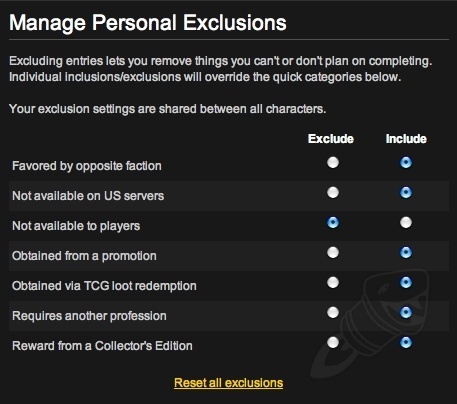 Manage Personal Exclusions
Excluding entries lets you remove things you can't or don't plan on completing.
Individual inclusions/exclusions will override the quick categories below.
Your exclusion settings are shared between all characters.
Exclude Include
Favored by opposite faction
Not available on US servers
Not available to players
Obtained from a promotion
Obtained via TCG loot redemption
Requires another profession
Reward from a Collector's Edition
Reset all exclusions